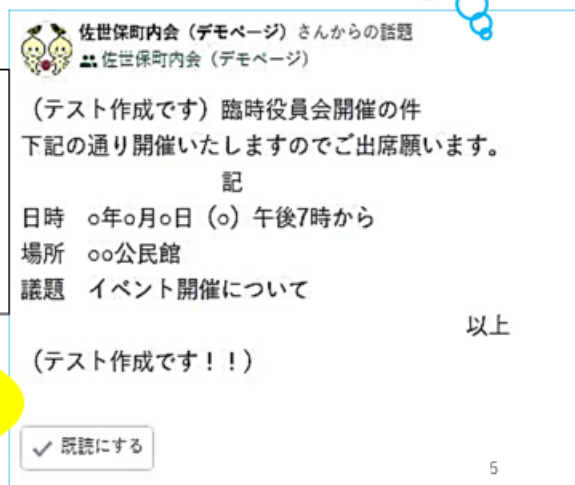 佐世保町内会（デモページ）さんからの話題
佐世保町内会（デモページ）
（テスト作成です）臨時役員会開催の件
下記の通り開催いたしますのでご出席願います。
記
日時　○年○月○日（○）午後7時から
場所　○○公民館
議題　イベント開催について
以上
（テスト作成です！！）
既読にする
5